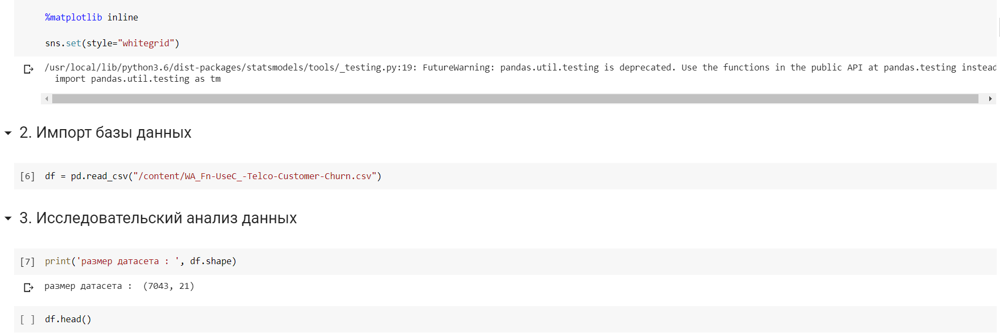 %matplotlib inline
sns.set(style="whitegrid")
/usr/local/lib/python3.6/dist-packages/statsmodels/tools/_testing.py:19: FutureWarning: pandas.util.testing is deprecated. Use the functions in the public API at pandas.testing instead
import pandas.util.testing as tm
2. Импорт базы данных
[6] df = pd.read_csv("/content/WA_Fn-UseC_-Telco-Customer-Churn.csv")
3. Исследовательский анализ данных
[7] print('размер датасета : ', df.shape)
размер датасета :  (7043, 21)
[ ] df.head()